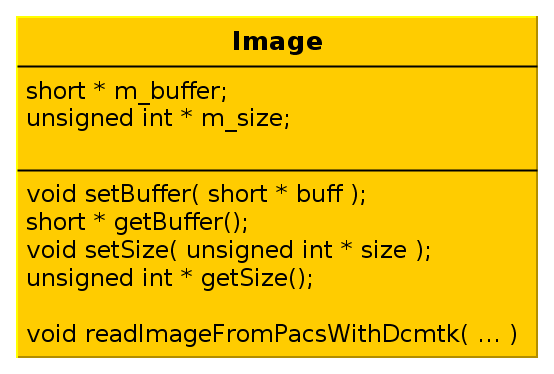 Image
short * m_buffer;
unsigned int * m_size;
void setBuffer( short * buff );
short * getBuffer();
void setSize( unsigned int * size );
unsigned int * getSize();
void readImageFromPacsWithDcmtk( ... )